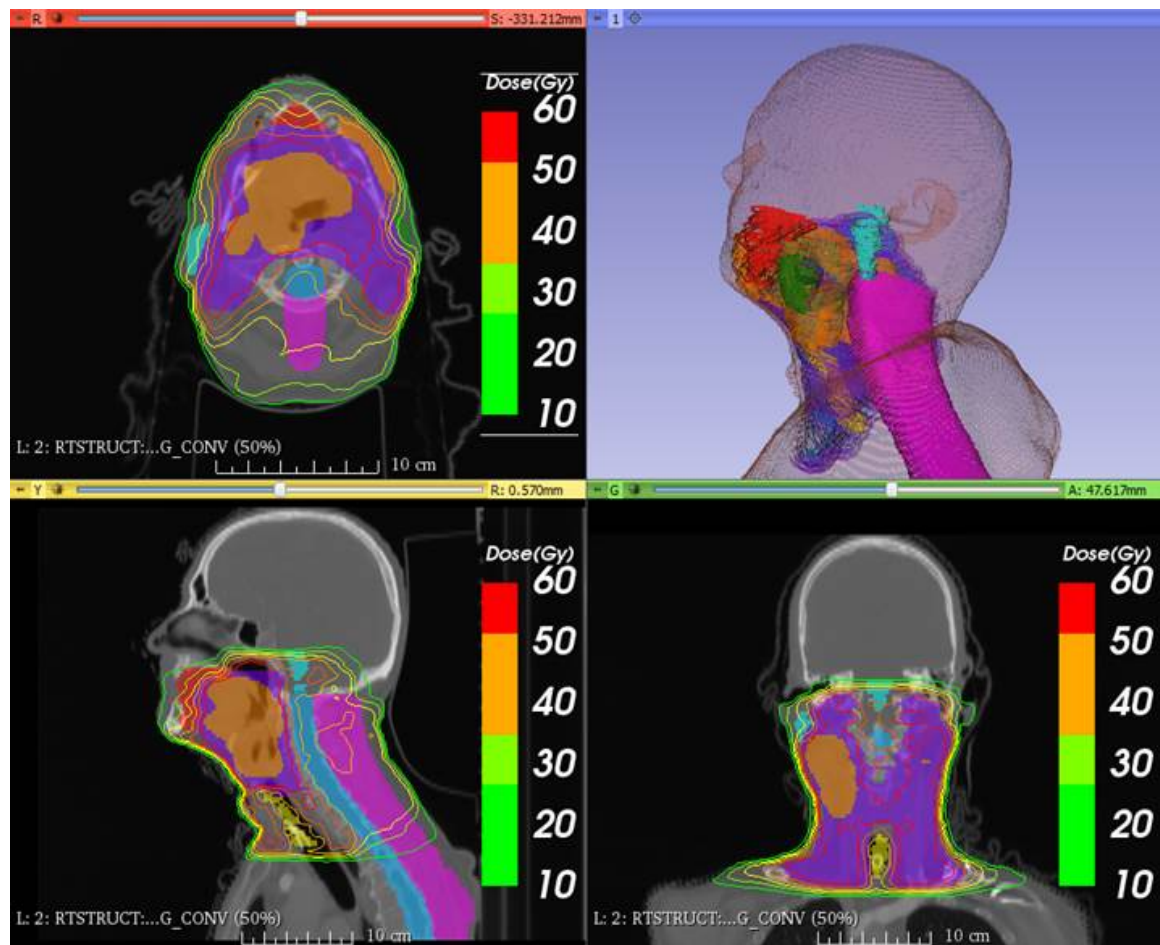 R S: -331.212mm
Dose(Gy)
60
50
40
30
20
10
L: 2: RTSTRUCT:...G_CONV (50%)
10 cm
1
Y R: 0.570mm
Dose(Gy)
60
50
40
30
20
10
L: 2: RTSTRUCT:...G_CONV (50%)
10 cm
G A: 47.617mm
Dose(Gy)
60
50
40
30
20
10
L: 2: RTSTRUCT:...G_CONV (50%)
10 cm